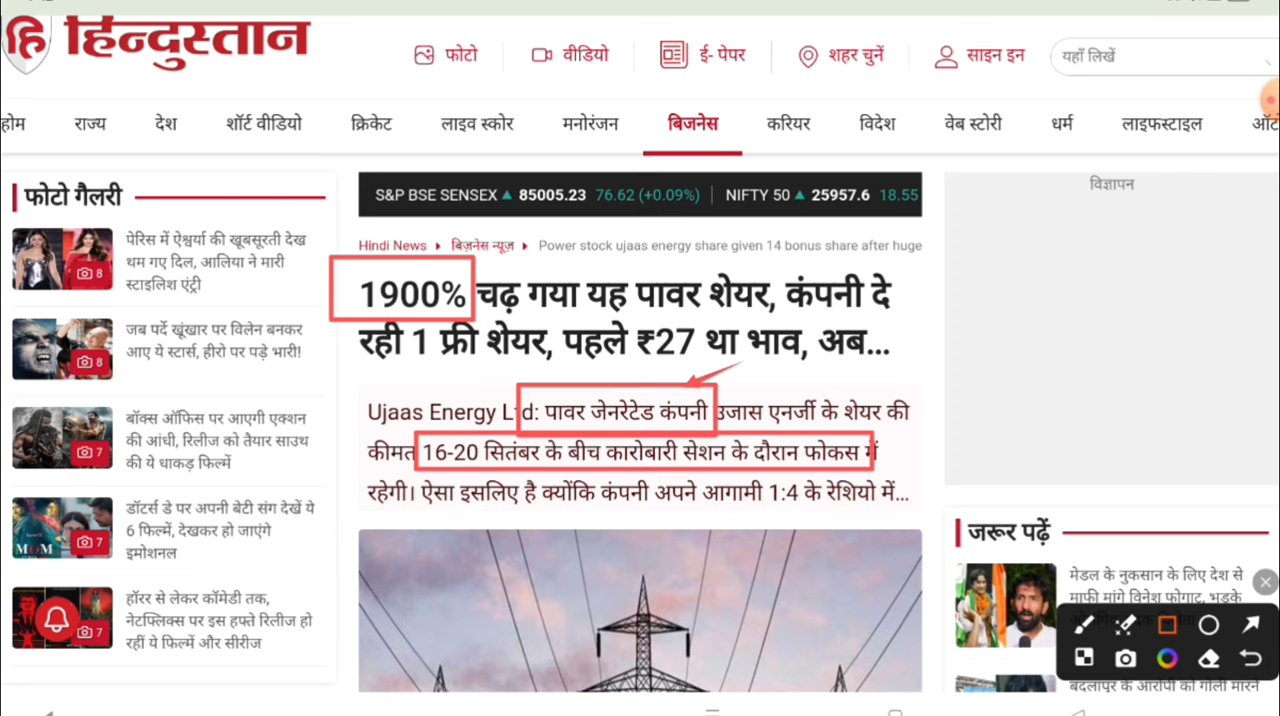 हि हिन्दुस्तान
फोटो
वीडियो
ई- पेपर
शहर चुनें
साइन इन
यहाँ लिखें
होम राज्य देश शॉर्ट वीडियो क्रिकेट लाइव स्कोर मनोरंजन बिजनेस करियर विदेश वेब स्टोरी धर्म लाइफस्टाइल
फोटो गैलरी
पेरिस में ऐश्वर्या की खूबसूरती देख
थम गए दिल, आलिया ने मारी
स्टाइलिश एंट्री
8
जब पर्दे खूंखार पर विलेन बनकर
आए ये स्टार्स, हीरो पर पड़े भारी!
8
बॉक्स ऑफिस पर आएगी एक्शन
की आंधी, रिलीज को तैयार साउथ
की ये धाकड़ फिल्में
7
डॉटर्स डे पर अपनी बेटी संग देखें ये
6 फिल्में, देखकर हो जाएंगे
इमोशनल
MOM
7
हॉरर से लेकर कॉमेडी तक,
नेटफ्लिक्स पर इस हफ्ते रिलीज हो
रहीं ये फिल्में और सीरीज
7
S&P BSE SENSEX ▲ 85005.23 76.62 (+0.09%) | NIFTY 50 ▲ 25957.6 18.55
Hindi News ▸ बिज़नेस न्यूज़ ▸ Power stock ujaas energy share given 14 bonus share after huge
1900% चढ़ गया यह पावर शेयर, कंपनी दे
रही 1 फ्री शेयर, पहले ₹27 था भाव, अब...
Ujaas Energy Ltd: पावर जेनरेटेड कंपनी उजास एनर्जी के शेयर की
कीमत 16-20 सितंबर के बीच कारोबारी सेशन के दौरान फोकस में
रहेगी। ऐसा इसलिए है क्योंकि कंपनी अपने आगामी 1:4 के रेशियो में...
विज्ञापन
जरूर पढ़ें
मेडल के नुकसान के लिए देश से
माफी मांगे विनेश फोगाट, भड़के
बदलापुर के आरोपी को गोली मारने